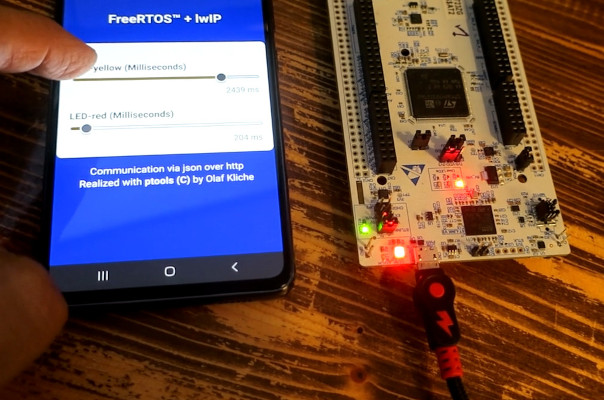 FreeRTOS™ + lwIP
yellow (Milliseconds)
2439 ms
LED-red (Milliseconds)
204 ms
Communication via json over http
Realized with ptools (C) by Olaf Kliche